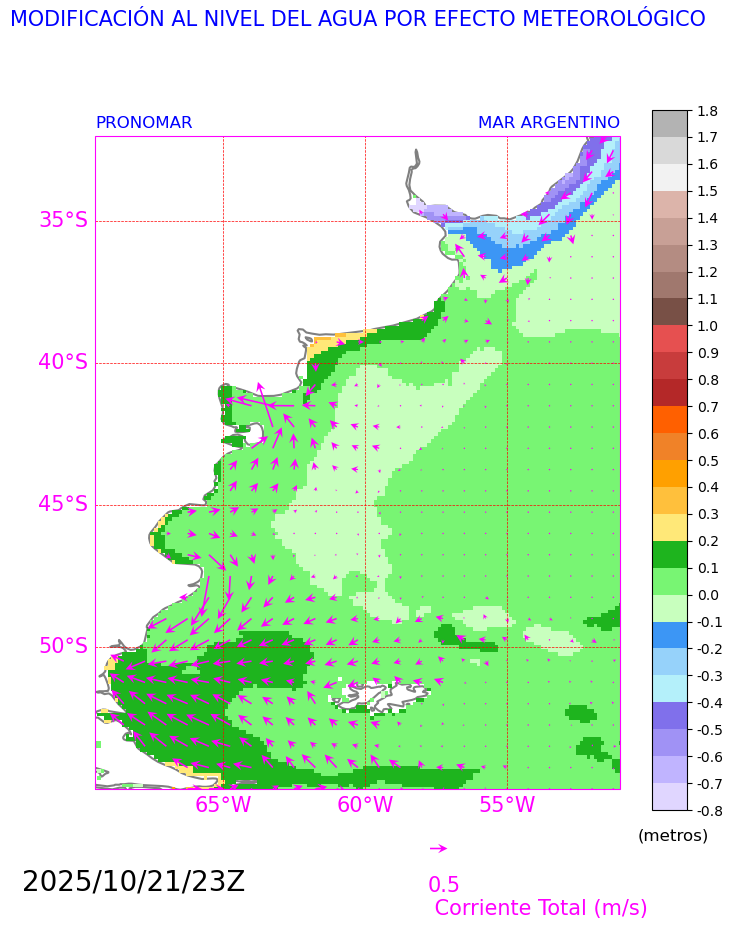 MODIFICACIÓN AL NIVEL DEL AGUA POR EFECTO METEOROLÓGICO
PRONOMAR MAR ARGENTINO
35°S
40°S
45°S
50°S
65°W 60°W 55°W
1.8
1.7
1.6
1.5
1.4
1.3
1.2
1.1
1.0
0.9
0.8
0.7
0.6
0.5
0.4
0.3
0.2
0.1
0.0
-0.1
-0.2
-0.3
-0.4
-0.5
-0.6
-0.7
-0.8
(metros)
2025/10/21/23Z
0.5
Corriente Total (m/s)